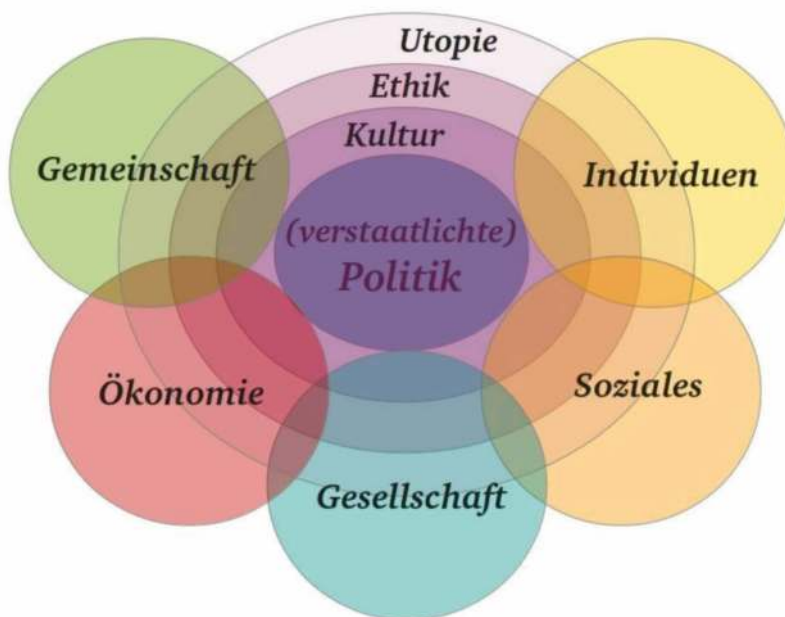 Utopie
Ethik
Kultur
Gemeinschaft
Individuen
(verstaatlichte)
Politik
Ökonomie
Soziales
Gesellschaft